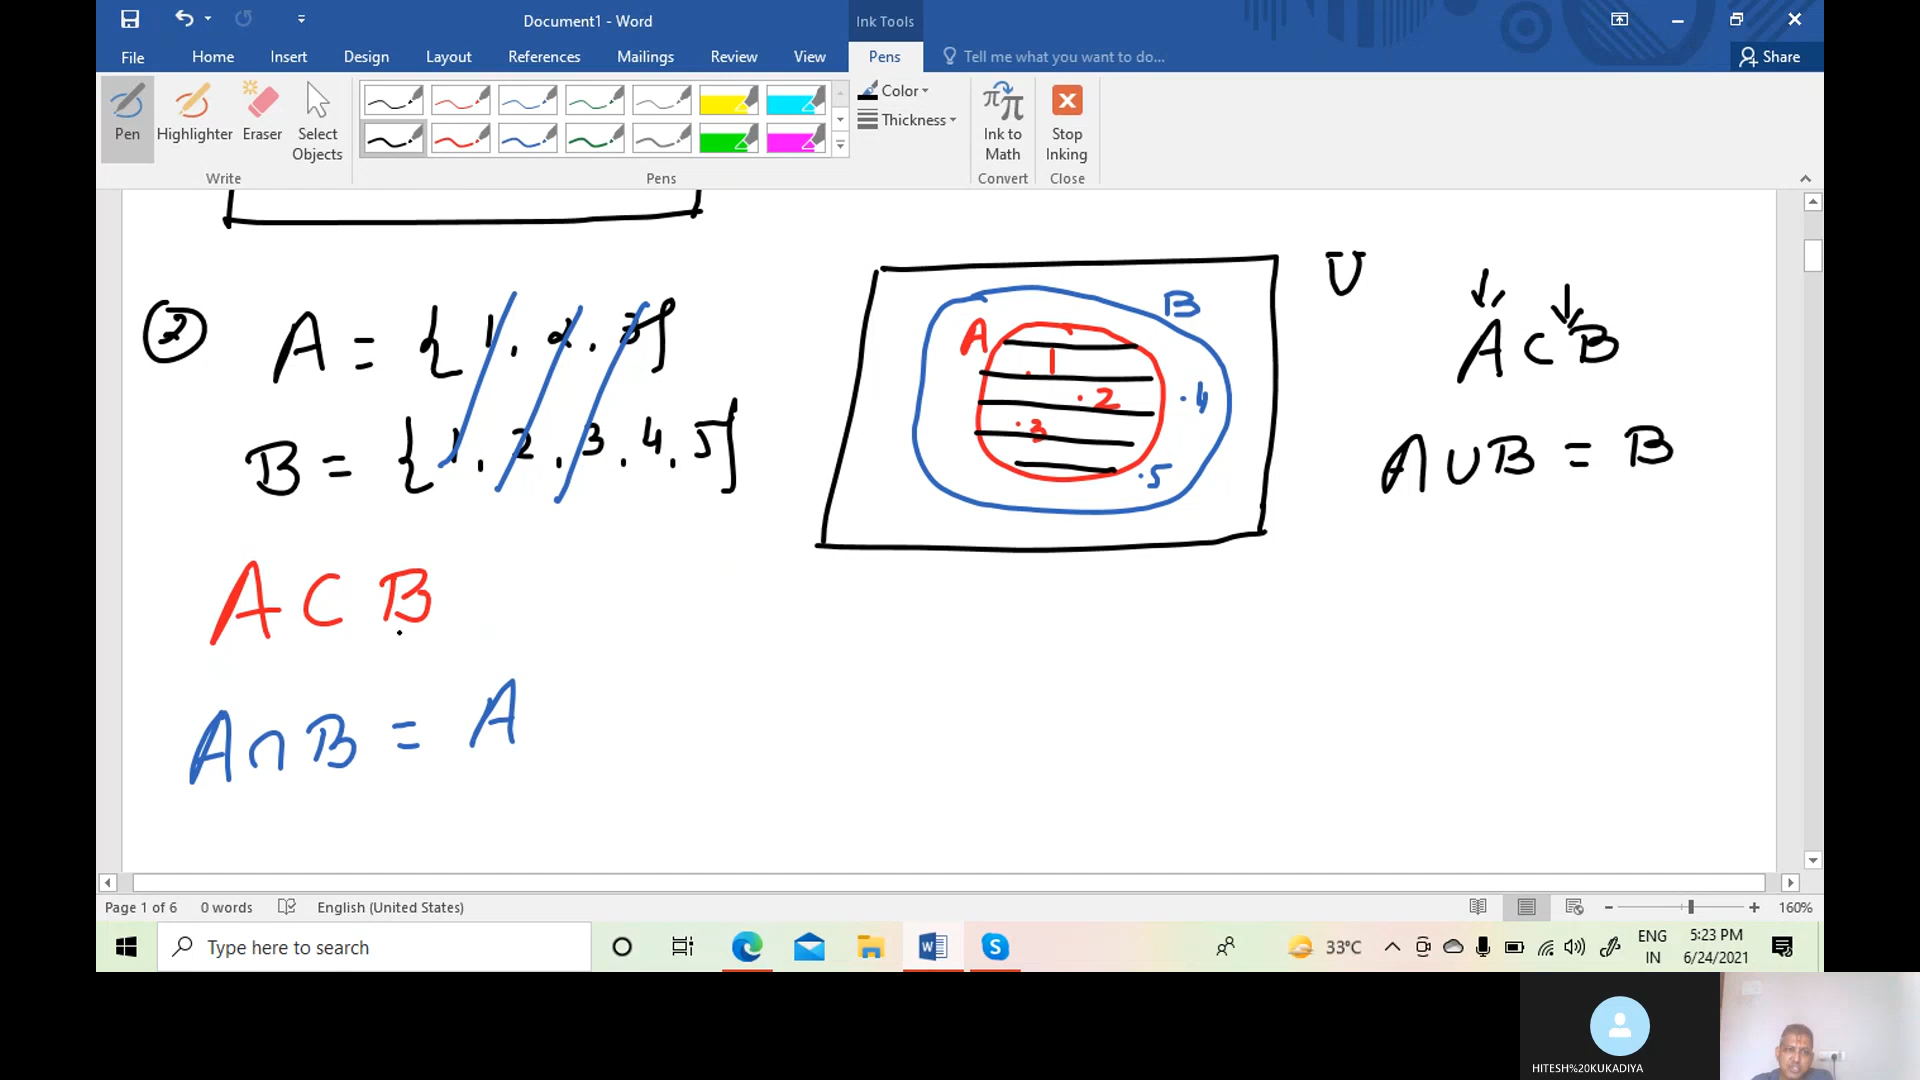 Document1 - Word
Ink Tools
File Home Insert Design Layout References Mailings Review View Pens Tell me what you want to do... Share
Pen Highlighter Eraser Select Objects
Color
Thickness
Ink to Math
Stop Inking
Write Pens Convert Close
U
② A = {1, 2, 3}
B = {1, 2, 3, 4, 5}
B
A
1
2
4
3
5
A ⊂ B
A ∪ B = B
A ⊂ B
A ∩ B = A
Page 1 of 6 0 words English (United States) 160%
Type here to search
33°C
ENG
IN
5:23 PM
6/24/2021
HITESH%20KUKADIYA